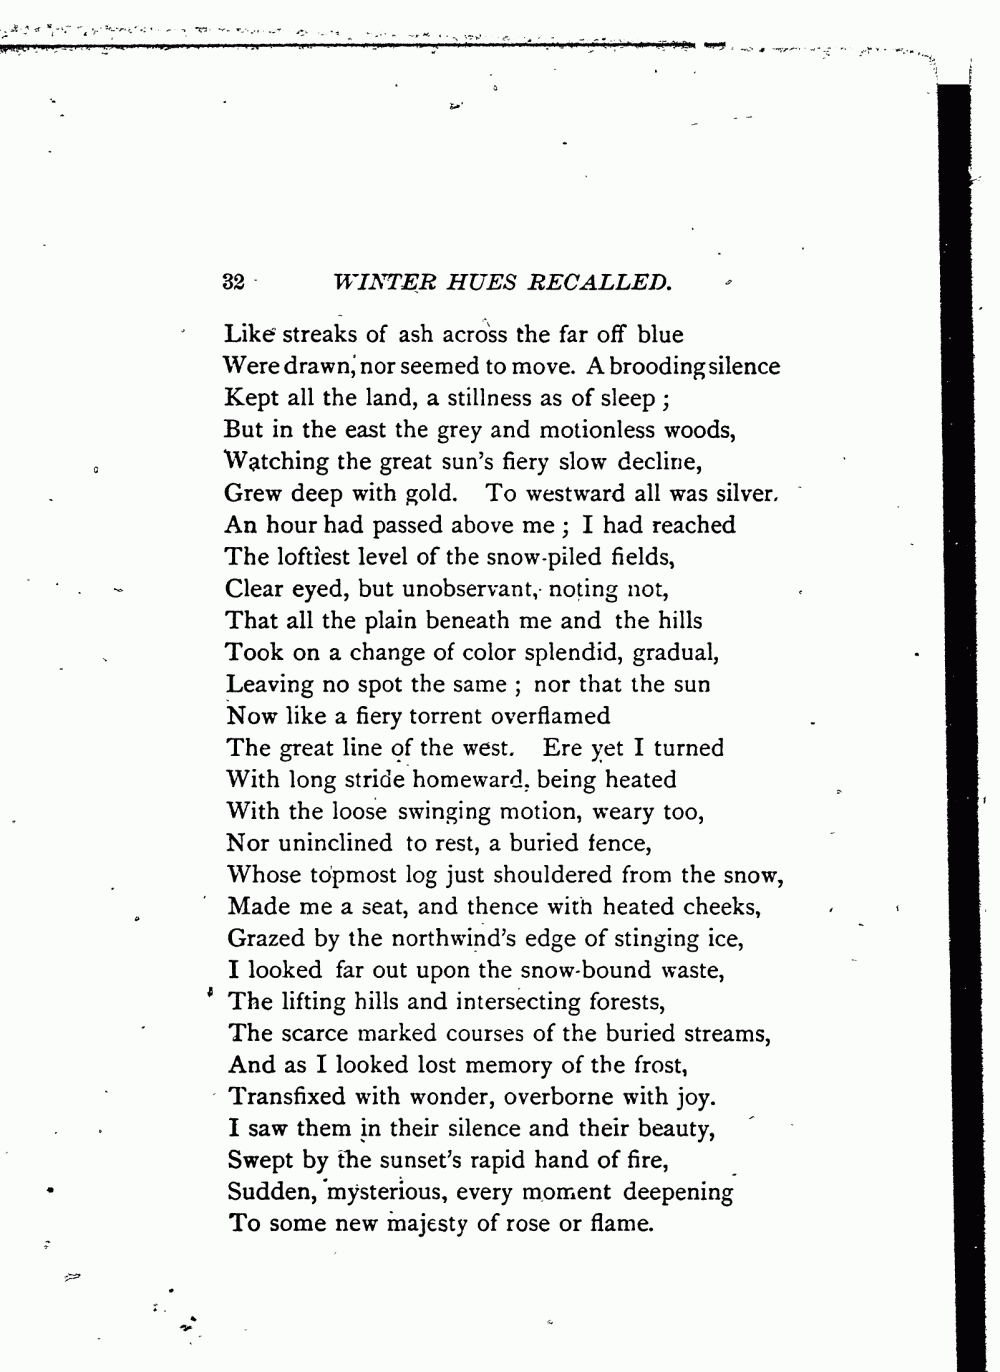 32 WINTER HUES RECALLED.
Like streaks of ash across the far off blue
Were drawn, nor seemed to move. A brooding silence
Kept all the land, a stillness as of sleep ;
But in the east the grey and motionless woods,
Watching the great sun's fiery slow decline,
Grew deep with gold. To westward all was silver.
An hour had passed above me ; I had reached
The loftiest level of the snow-piled fields,
Clear eyed, but unobservant, noting not,
That all the plain beneath me and the hills
Took on a change of color splendid, gradual,
Leaving no spot the same ; nor that the sun
Now like a fiery torrent overflamed
The great line of the west. Ere yet I turned
With long stride homeward, being heated
With the loose swinging motion, weary too,
Nor uninclined to rest, a buried fence,
Whose topmost log just shouldered from the snow,
Made me a seat, and thence with heated cheeks,
Grazed by the northwind's edge of stinging ice,
I looked far out upon the snow-bound waste,
The lifting hills and intersecting forests,
The scarce marked courses of the buried streams,
And as I looked lost memory of the frost,
Transfixed with wonder, overborne with joy.
I saw them in their silence and their beauty,
Swept by the sunset's rapid hand of fire,
Sudden, mysterious, every moment deepening
To some new majesty of rose or flame.